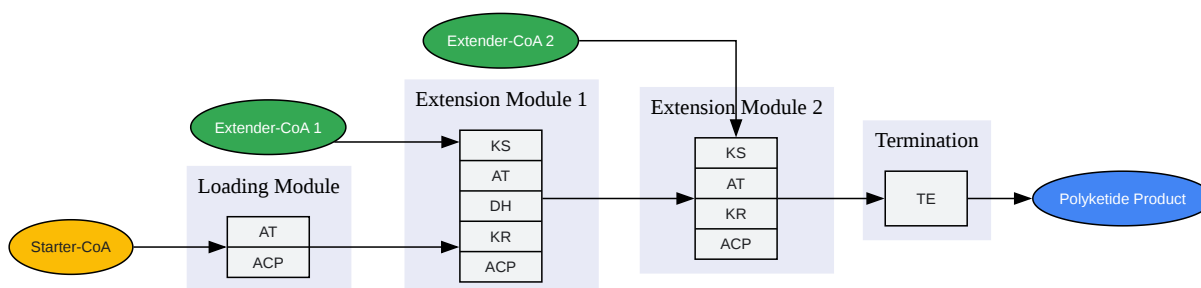 Extender-CoA 2
Extension Module 1
Extension Module 2
Extender-CoA 1
Termination
Loading Module
KS
AT
DH
KR
ACP
KS
AT
KR
ACP
TE
Polyketide Product
Starter-CoA
AT
ACP